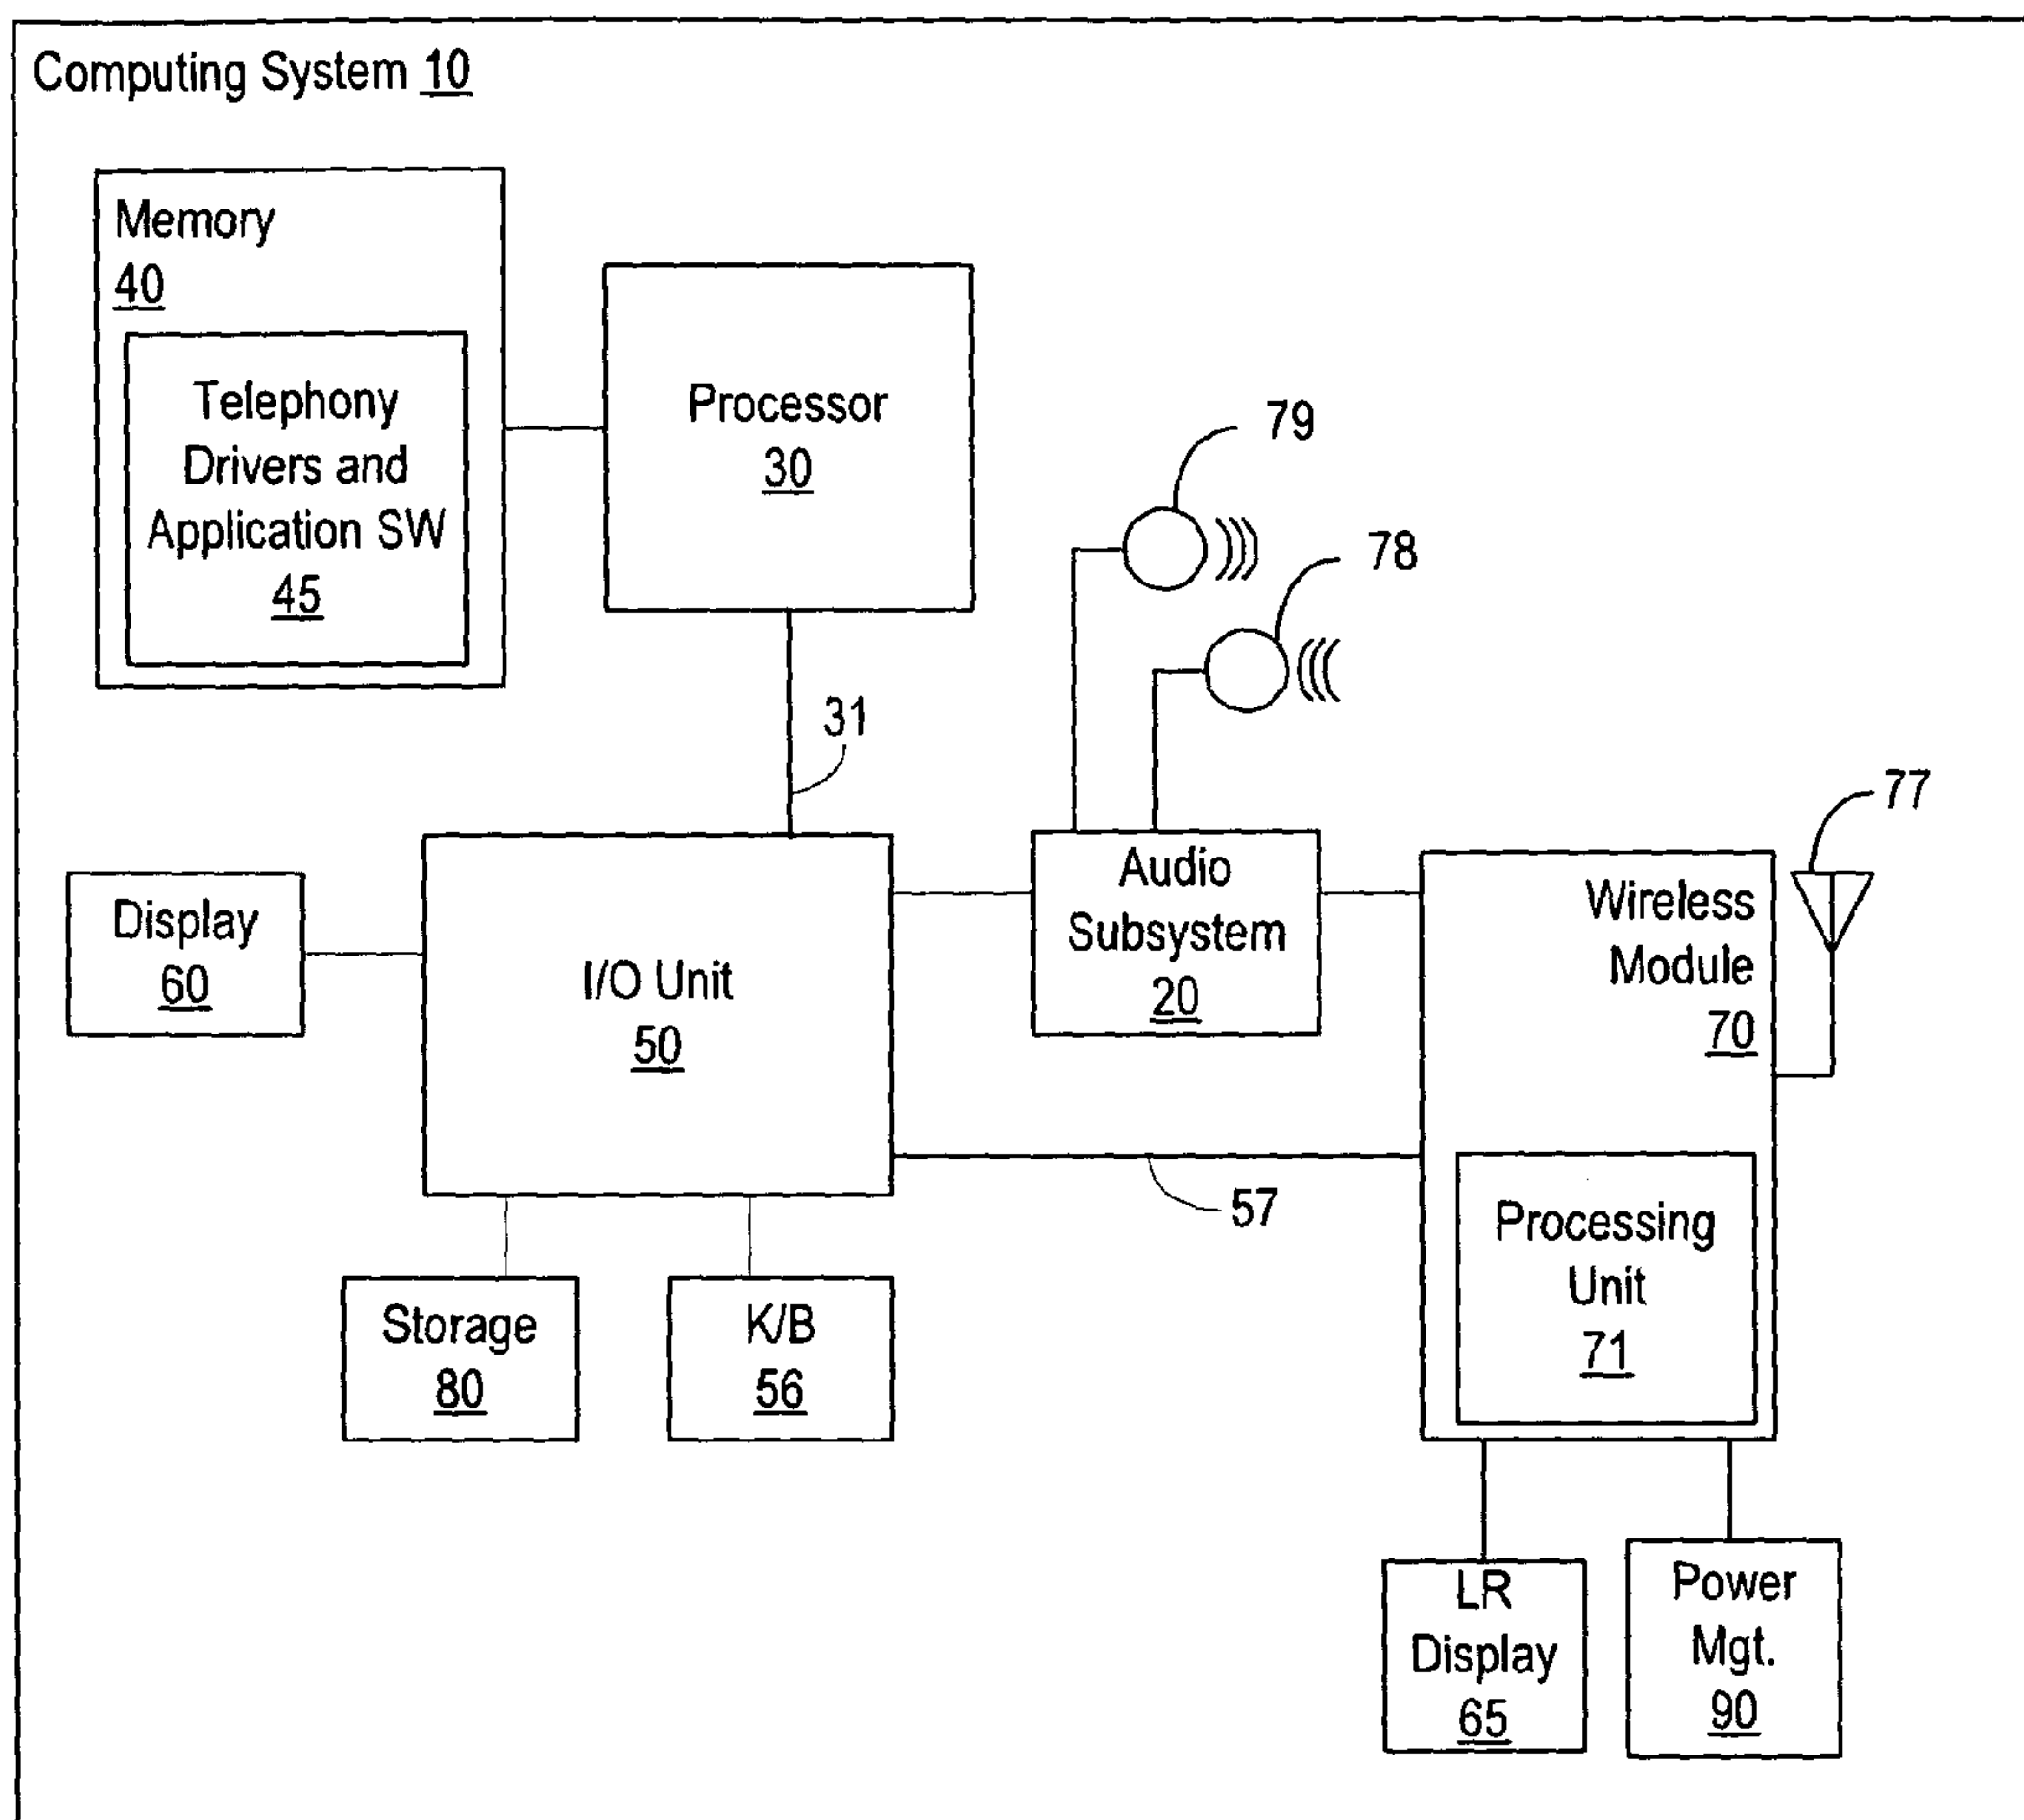 Computing System 10
Memory
40
Telephony
Drivers and
Application SW
45
Processor
30
79
78
31
77
Display
60
I/O Unit
50
Audio
Subsystem
20
Wireless
Module
70
57
Processing
Unit
71
Storage
80
K/B
56
LR
Display
65
Power
Mgt.
90